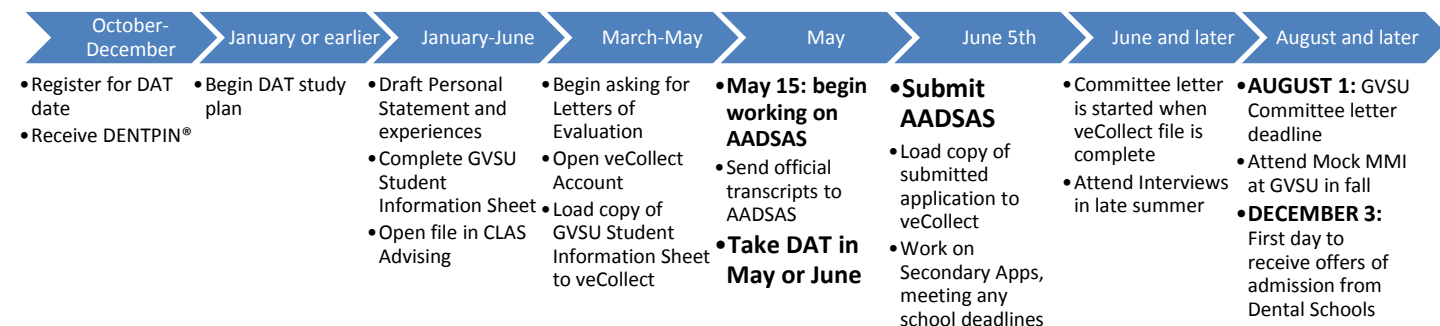 October-
December
January or earlier
January-June
March-May
May
June 5th
June and later
August and later
•Register for DAT
date
•Receive DENTPIN®
•Begin DAT study
plan
•Draft Personal
Statement and
experiences
•Complete GVSU
Student
Information Sheet
•Open file in CLAS
Advising
•Begin asking for
Letters of
Evaluation
•Open veCollect
Account
•Load copy of
GVSU Student
Information Sheet
to veCollect
•May 15: begin
working on
AADSAS
•Send official
transcripts to
AADSAS
•Take DAT in
May or June
•Submit
AADSAS
•Load copy of
submitted
application to
veCollect
•Work on
Secondary Apps,
meeting any
school deadlines
•Committee letter
is started when
veCollect file is
complete
•Attend Interviews
in late summer
•AUGUST 1: GVSU
Committee letter
deadline
•Attend Mock MMI
at GVSU in fall
•DECEMBER 3:
First day to
receive offers of
admission from
Dental Schools